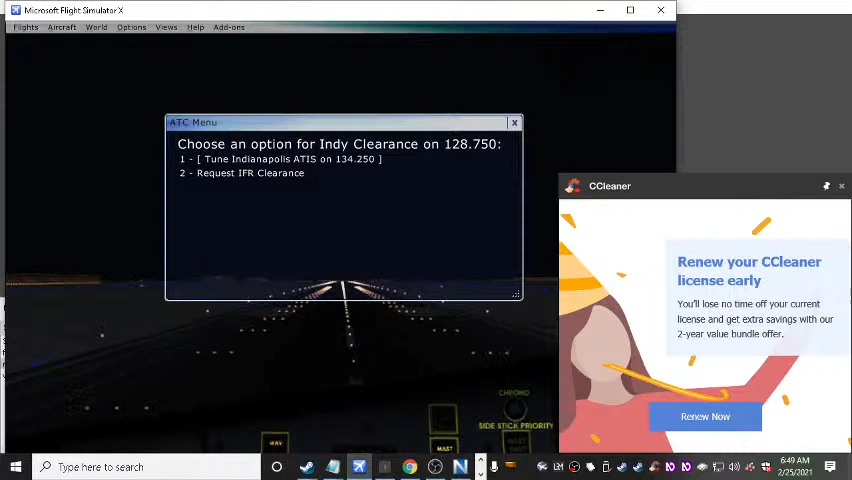 Microsoft Flight Simulator X
Flights Aircraft World Options Views Help Add-ons
ATC Menu
Choose an option for Indy Clearance on 128.750:
1 - [ Tune Indianapolis ATIS on 134.250 ]
2 - Request IFR Clearance
CCleaner
Renew your CCleaner
license early
You'll lose no time off your current
license and get extra savings with our
2-year value bundle offer.
Renew Now
CHRONO
SIDE STICK PRIORITY
MAST
MAST
Type here to search
6:49 AM
2/25/2021